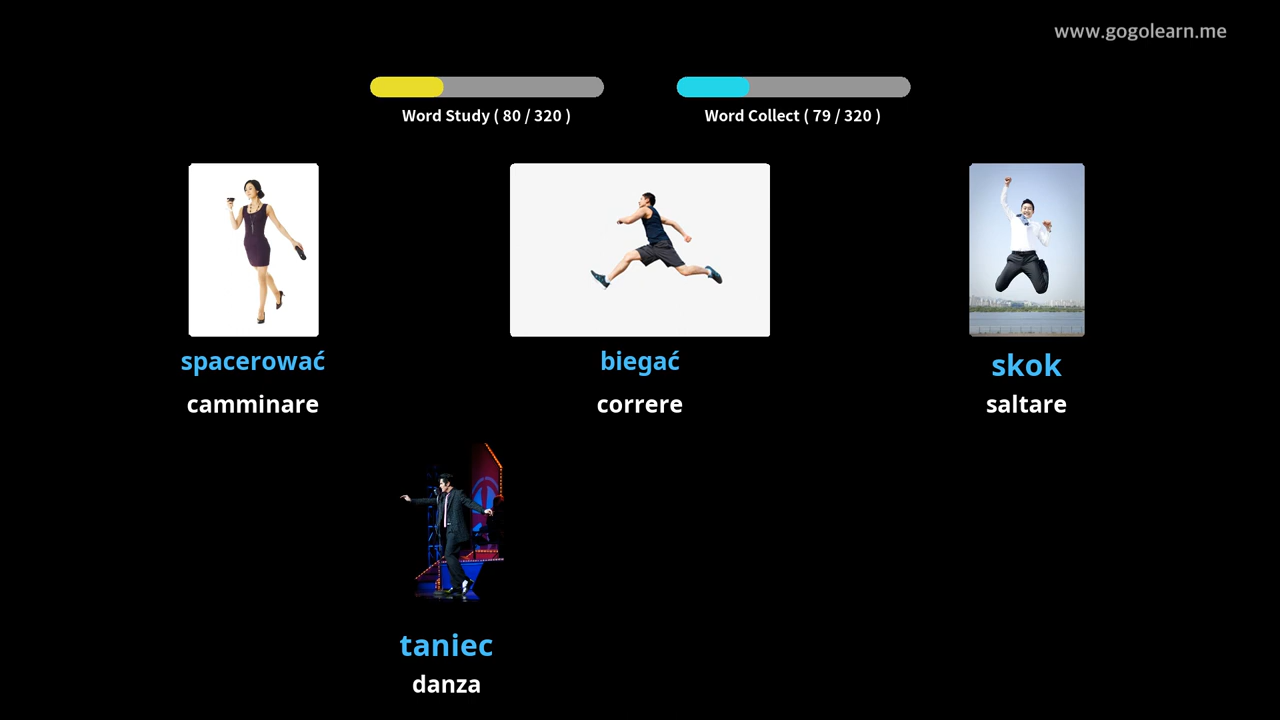 www.gogolearn.me
Word Study ( 80 / 320 )
Word Collect ( 79 / 320 )
spacerować
biegać
skok
camminare
correre
saltare
taniec
danza